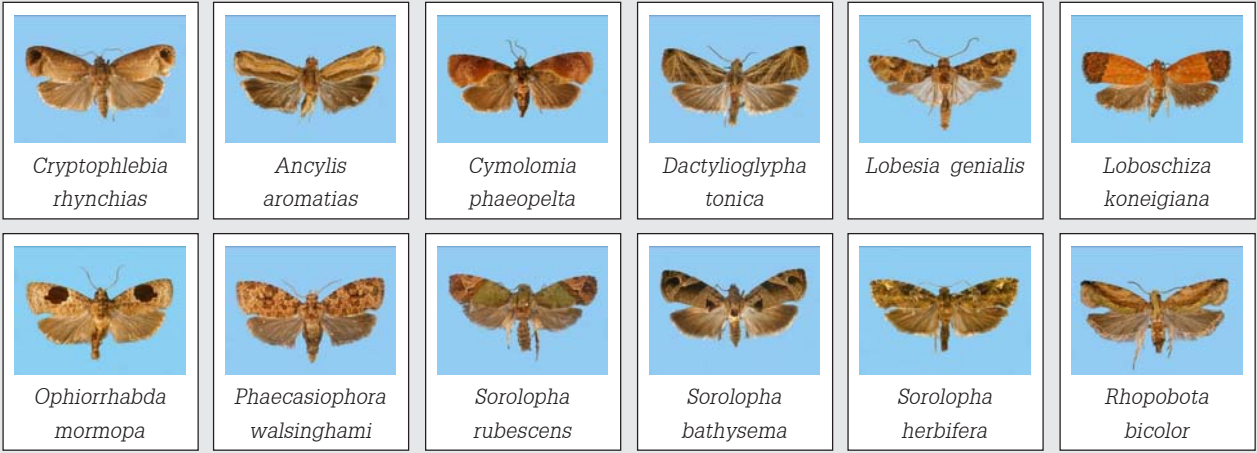 Cryptophlebia
rhynchias
Ancylis
aromatias
Cymolomia
phaeopelta
Dactylioglypha
tonica
Lobesia genialis
Loboschiza
koneigiana
Ophiorrhabda
mormopa
Phaecasiophora
walsinghami
Sorolopha
rubescens
Sorolopha
bathysema
Sorolopha
herbifera
Rhopobota
bicolor